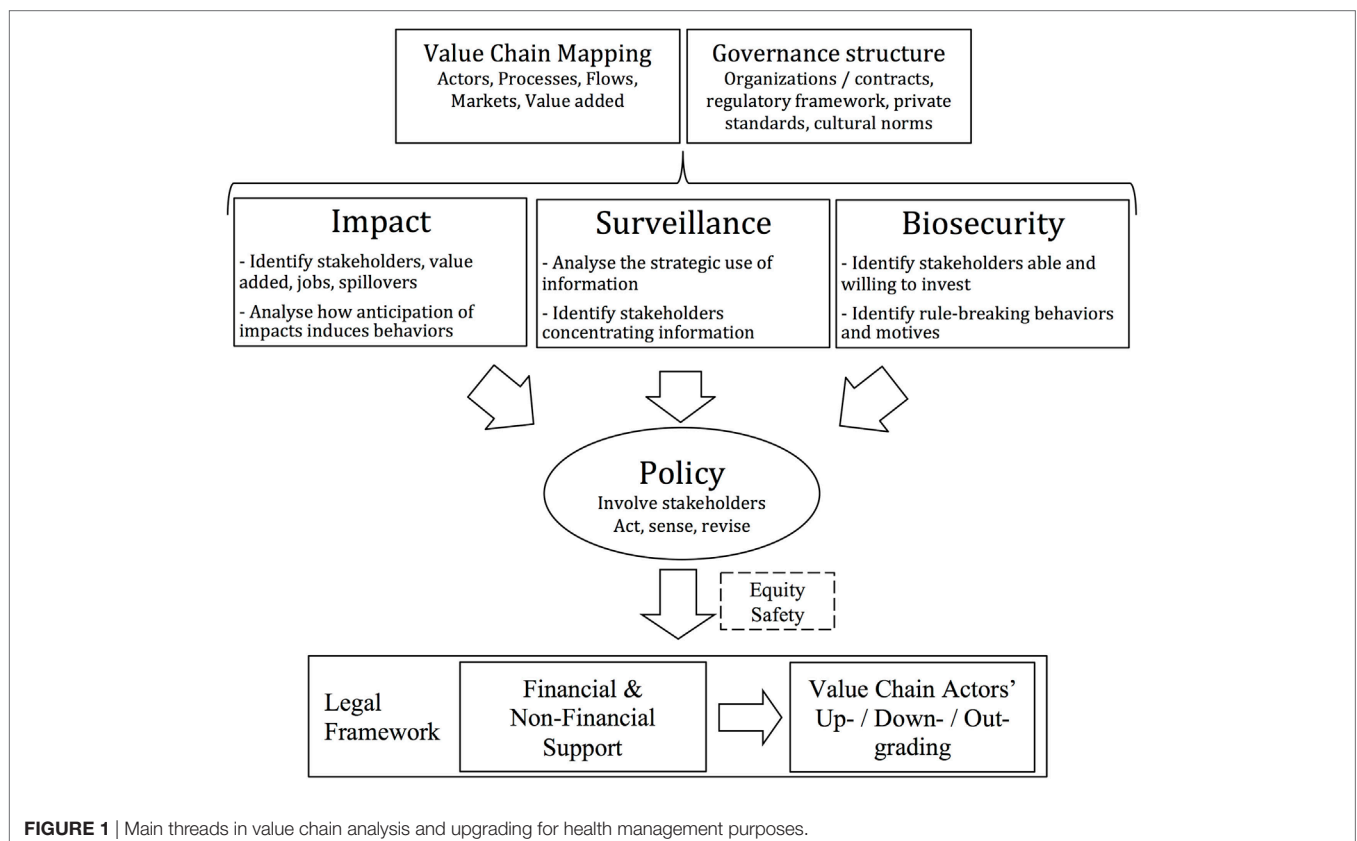 Value Chain Mapping
Actors, Processes, Flows,
Markets, Value added
Governance structure
Organizations / contracts,
regulatory framework, private
standards, cultural norms
Impact
- Identify stakeholders, value
added, jobs, spillovers
- Analyse how anticipation of
impacts induces behaviors
Surveillance
- Analyse the strategic use of
information
- Identify stakeholders
concentrating information
Biosecurity
- Identify stakeholders able and
willing to invest
- Identify rule-breaking behaviors
and motives
Policy
Involve stakeholders
Act, sense, revise
Equity
Safety
Legal
Framework
Financial &
Non-Financial
Support
Value Chain Actors’
Up- / Down- / Out-
grading
FIGURE 1 | Main threads in value chain analysis and upgrading for health management purposes.